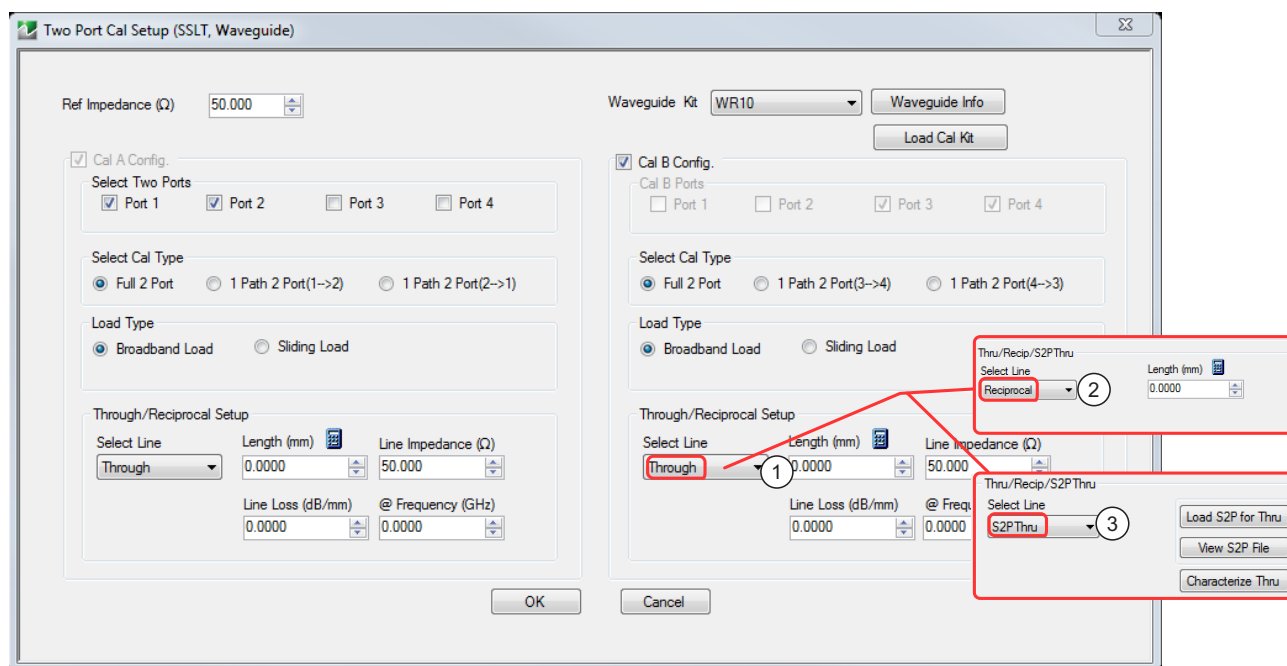 Two Port Cal Setup (SSLT, Waveguide)
Ref Impedance (Ω) 50.000
Waveguide Kit WR10 Waveguide Info
Load Cal Kit
Cal A Config.
Select Two Ports
Port 1 Port 2 Port 3 Port 4
Select Cal Type
Full 2 Port 1 Path 2 Port(1-->2) 1 Path 2 Port(2-->1)
Load Type
Broadband Load Sliding Load
Through/Reciprocal Setup
Select Line Length (mm) Line Impedance (Ω)
Through 0.0000 50.000
Line Loss (dB/mm) @ Frequency (GHz)
0.0000 0.0000
Cal B Config.
Cal B Ports
Port 1 Port 2 Port 3 Port 4
Select Cal Type
Full 2 Port 1 Path 2 Port(3-->4) 1 Path 2 Port(4-->3)
Load Type
Broadband Load Sliding Load
Through/Reciprocal Setup
Select Line Length (mm) Line Impedance (Ω)
Through 1 0.0000 50.000
Line Loss (dB/mm) @ Frequ
0.0000 0.0000
Thru/Recip/S2PThru
Select Line Length (mm)
Reciprocal 2 0.0000
Thru/Recip/S2PThru
Select Line
S2PThru 3
Load S2P for Thru
View S2P File
Characterize Thru
OK Cancel